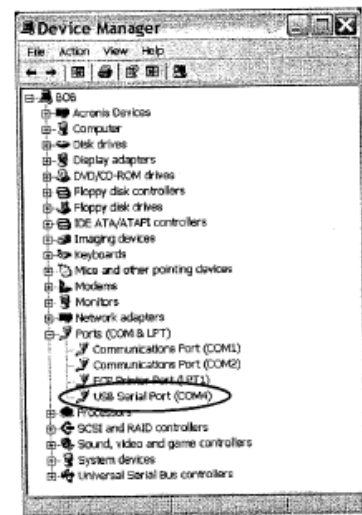 Device Manager
File Action View Help
BOB
Acronis Devices
Computer
Disk drives
Display adapters
DVD/CD-ROM drives
Floppy disk controllers
Floppy disk drives
IDE ATA/ATAPI controllers
Imaging devices
Keyboards
Mice and other pointing devices
Modems
Monitors
Network adapters
Ports (COM & LPT)
Communications Port (COM1)
Communications Port (COM2)
ECP Printer Port (LPT1)
USB Serial Port (COM4)
Processors
SCSI and RAID controllers
Sound, video and game controllers
System devices
Universal Serial Bus controllers